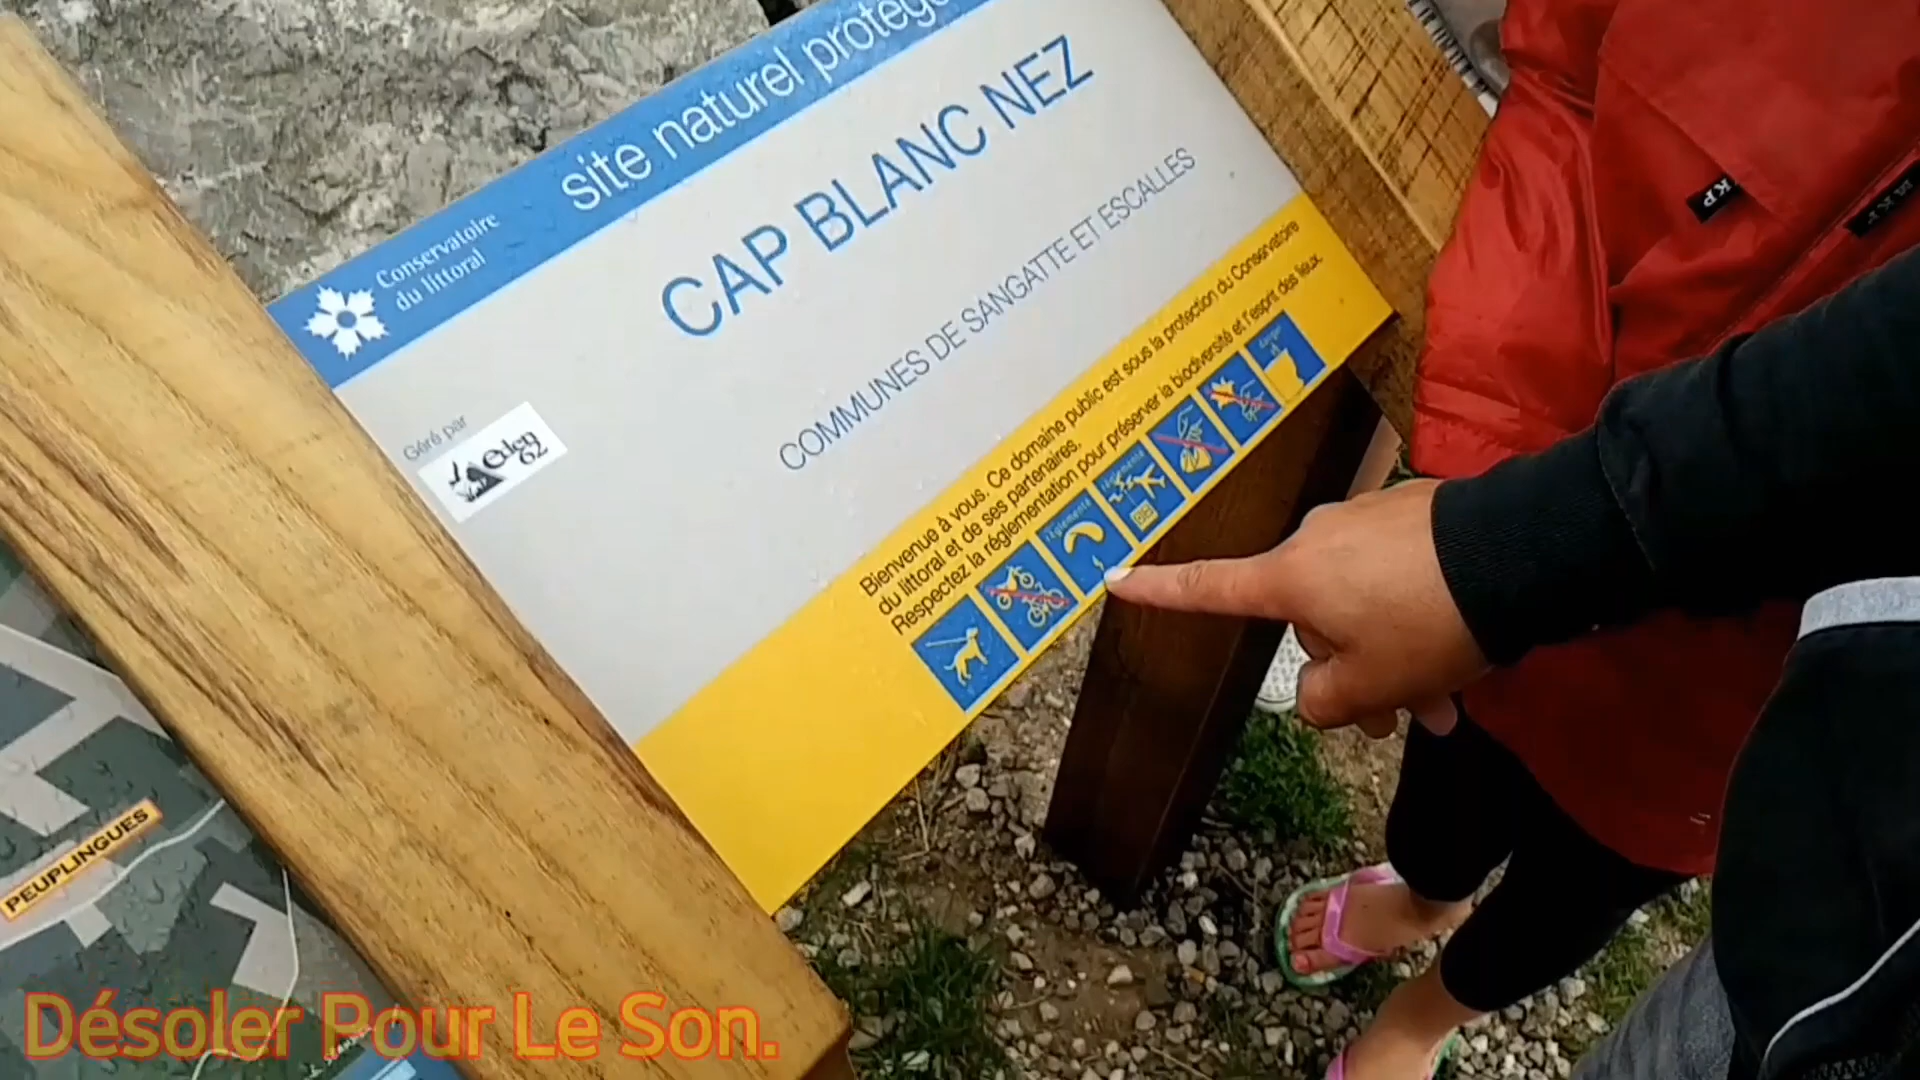 site naturel protégé
Conservatoire
du littoral
CAP BLANC NEZ
COMMUNES DE SANGATTE ET ESCALLES
Géré par
eden
62
Bienvenue à vous. Ce domaine public est sous la protection du Conservatoire
du littoral et de ses partenaires.
Respectez la réglementation pour préserver la biodiversité et l'esprit des lieux.
réglementé
réglementé
danger
KP
PEUPLINGUES
Désoler Pour Le Son.